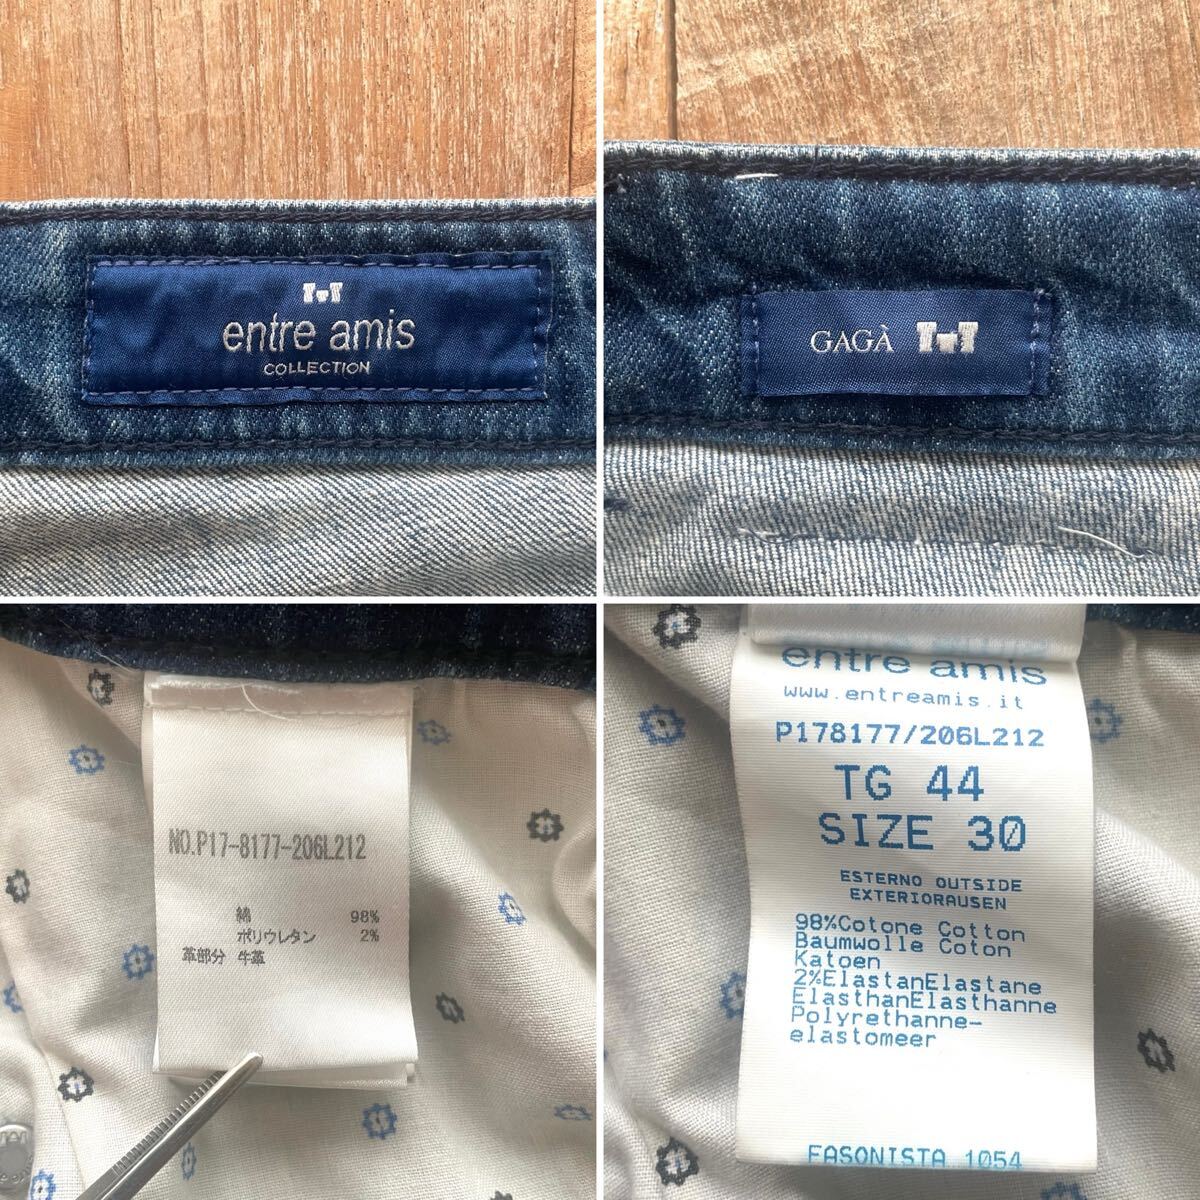 entre amis
COLLECTION
GAGÀ
NO.P17-8177-206L212
綿 98%
ポリウレタン 2%
革部分 牛革
entre amis
www.entreamis.it
P178177/206L212
TG 44
SIZE 30
ESTERNO OUTSIDE
EXTERIORAUSEN
98%Cotone Cotton
Baumwolle Coton
Katoen
2%ElastanElastane
ElasthanElasthanne
Polyrethanne-
elastomeer
FASONISTA 1054